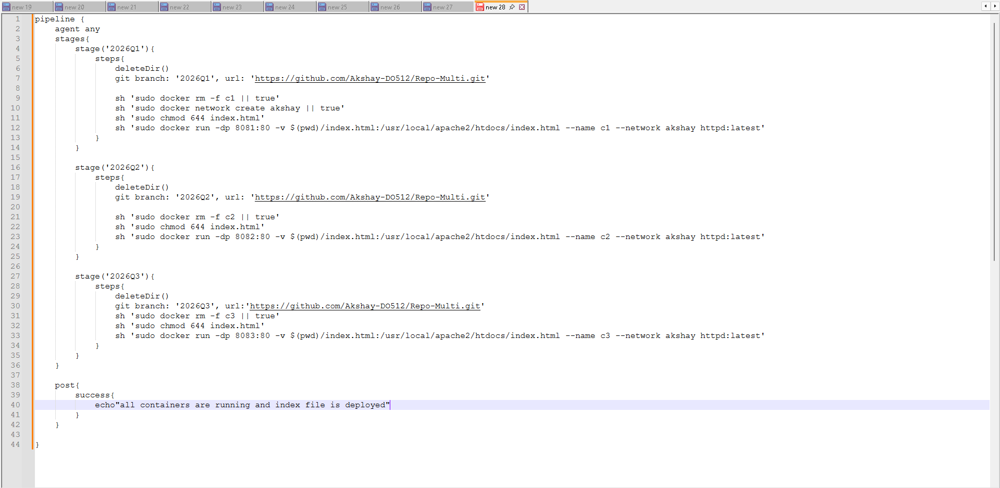 new 19 new 20 new 21 new 22 new 23 new 24 new 25 new 26 new 27 new 28
1 pipeline {
2     agent any
3     stages{
4         stage('2026Q1'){
5             steps{
6                 deleteDir()
7                 git branch: '2026Q1', url: 'https://github.com/Akshay-DO512/Repo-Multi.git'
8
9                 sh 'sudo docker rm -f c1 || true'
10                 sh 'sudo docker network create akshay || true'
11                 sh 'sudo chmod 644 index.html'
12                 sh 'sudo docker run -dp 8081:80 -v $(pwd)/index.html:/usr/local/apache2/htdocs/index.html --name c1 --network akshay httpd:latest'
13             }
14         }
15
16         stage('2026Q2'){
17             steps{
18                 deleteDir()
19                 git branch: '2026Q2', url: 'https://github.com/Akshay-DO512/Repo-Multi.git'
20
21                 sh 'sudo docker rm -f c2 || true'
22                 sh 'sudo chmod 644 index.html'
23                 sh 'sudo docker run -dp 8082:80 -v $(pwd)/index.html:/usr/local/apache2/htdocs/index.html --name c2 --network akshay httpd:latest'
24             }
25         }
26
27         stage('2026Q3'){
28             steps{
29                 deleteDir()
30                 git branch: '2026Q3', url:'https://github.com/Akshay-DO512/Repo-Multi.git'
31                 sh 'sudo docker rm -f c3 || true'
32                 sh 'sudo chmod 644 index.html'
33                 sh 'sudo docker run -dp 8083:80 -v $(pwd)/index.html:/usr/local/apache2/htdocs/index.html --name c3 --network akshay httpd:latest'
34             }
35         }
36     }
37
38     post{
39         success{
40             echo"all containers are running and index file is deployed"
41         }
42     }
43
44 }